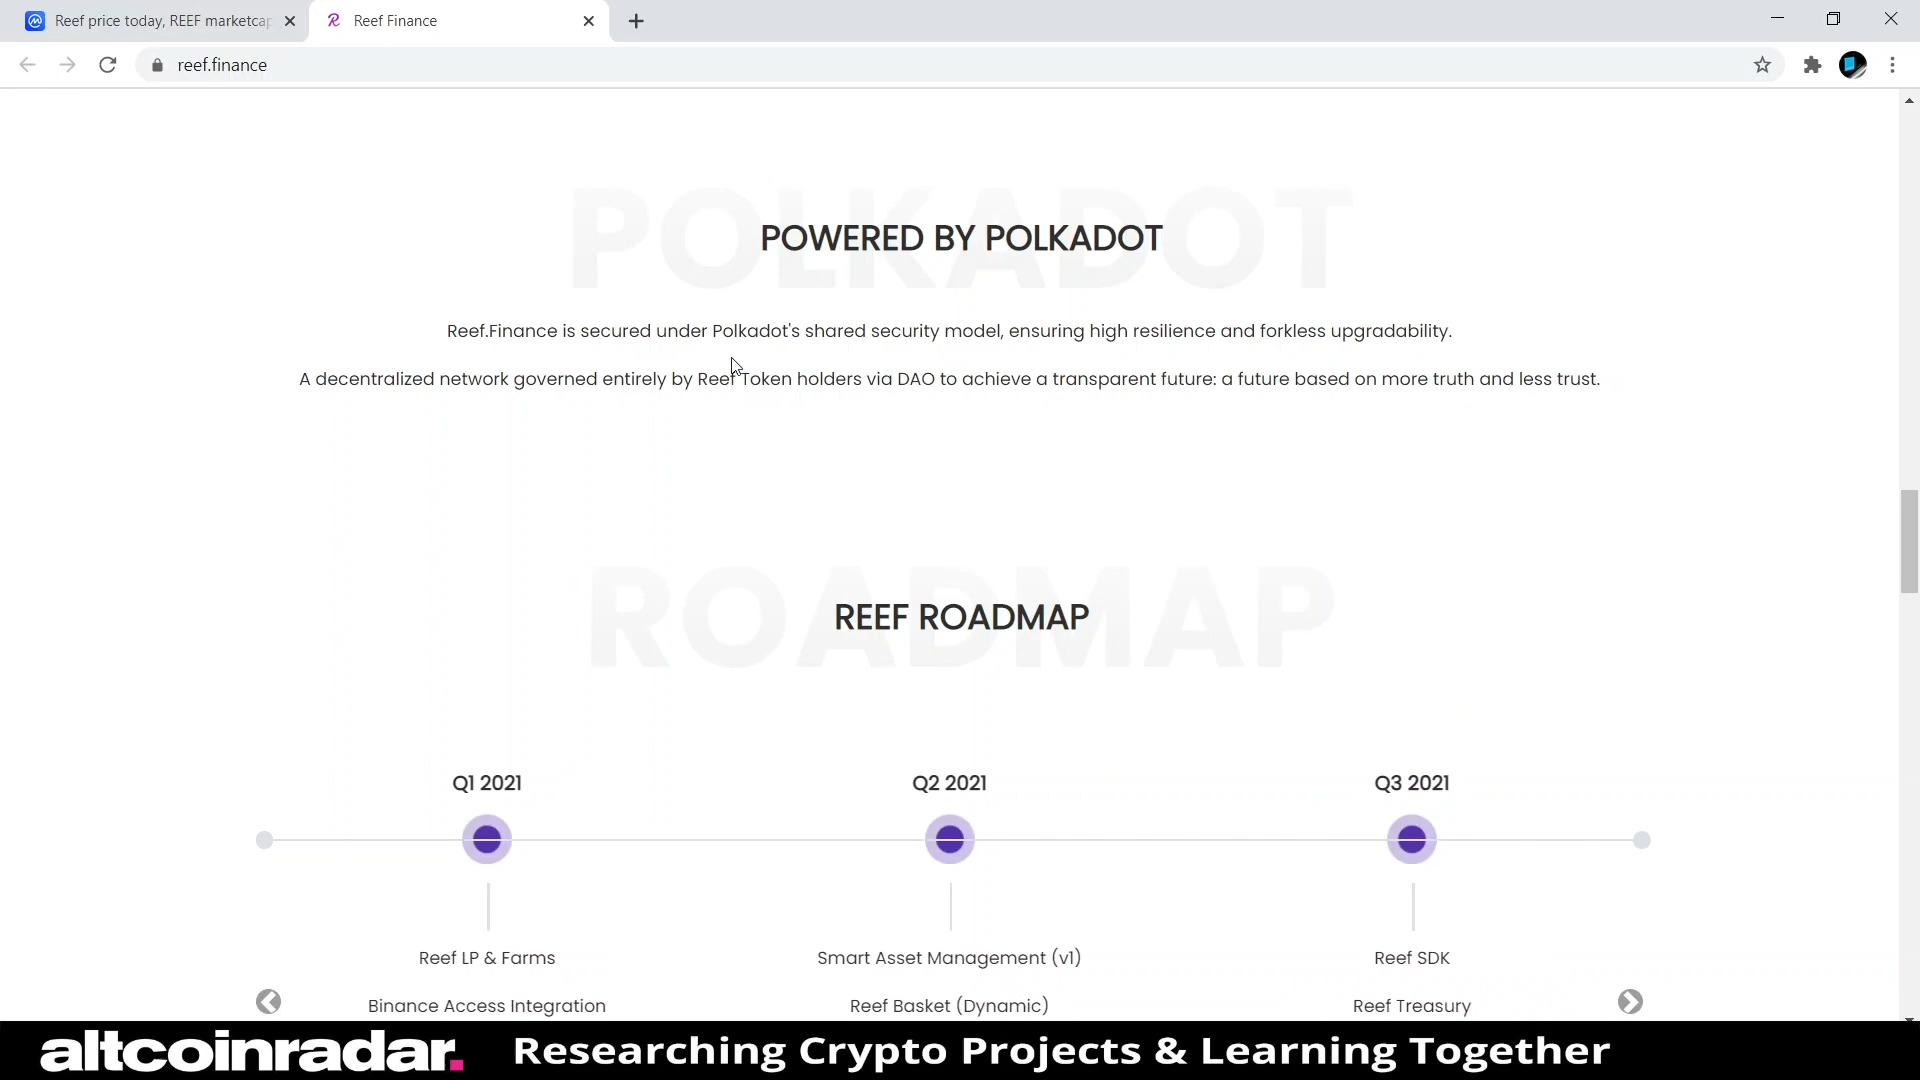 Reef price today, REEF marketcap
Reef Finance
reef.finance
POLKADOT
POWERED BY POLKADOT
Reef.Finance is secured under Polkadot's shared security model, ensuring high resilience and forkless upgradability.
A decentralized network governed entirely by Reef Token holders via DAO to achieve a transparent future: a future based on more truth and less trust.
ROADMAP
REEF ROADMAP
Q1 2021 Q2 2021 Q3 2021
Reef LP & Farms Smart Asset Management (v1) Reef SDK
Binance Access Integration Reef Basket (Dynamic) Reef Treasury
altcoinradar. Researching Crypto Projects & Learning Together